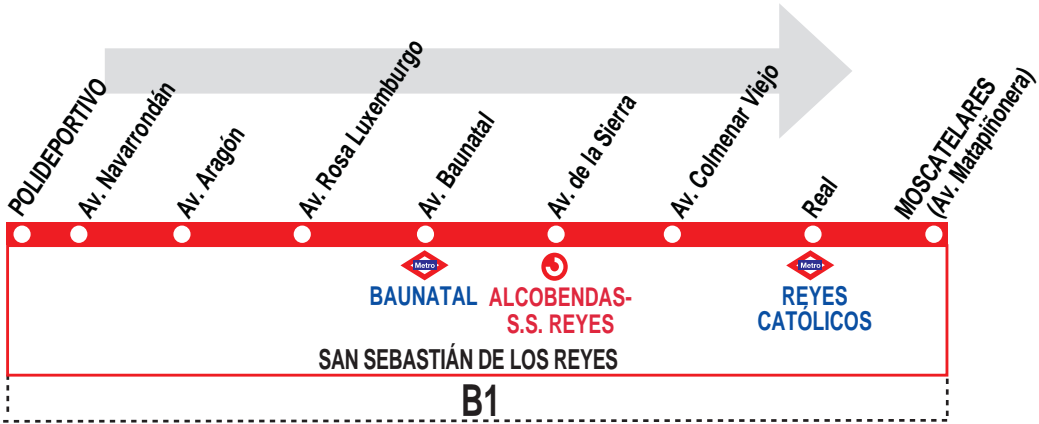 POLIDEPORTIVO
Av. Navarrondán
Av. Aragón
Av. Rosa Luxemburgo
Av. Baunatal
Av. de la Sierra
Av. Colmenar Viejo
Real
MOSCATELARES
(Av. Matapiñonera)
Metro
Metro
BAUNATAL
ALCOBENDAS-
S.S. REYES
REYES
CATÓLICOS
SAN SEBASTIÁN DE LOS REYES
B1